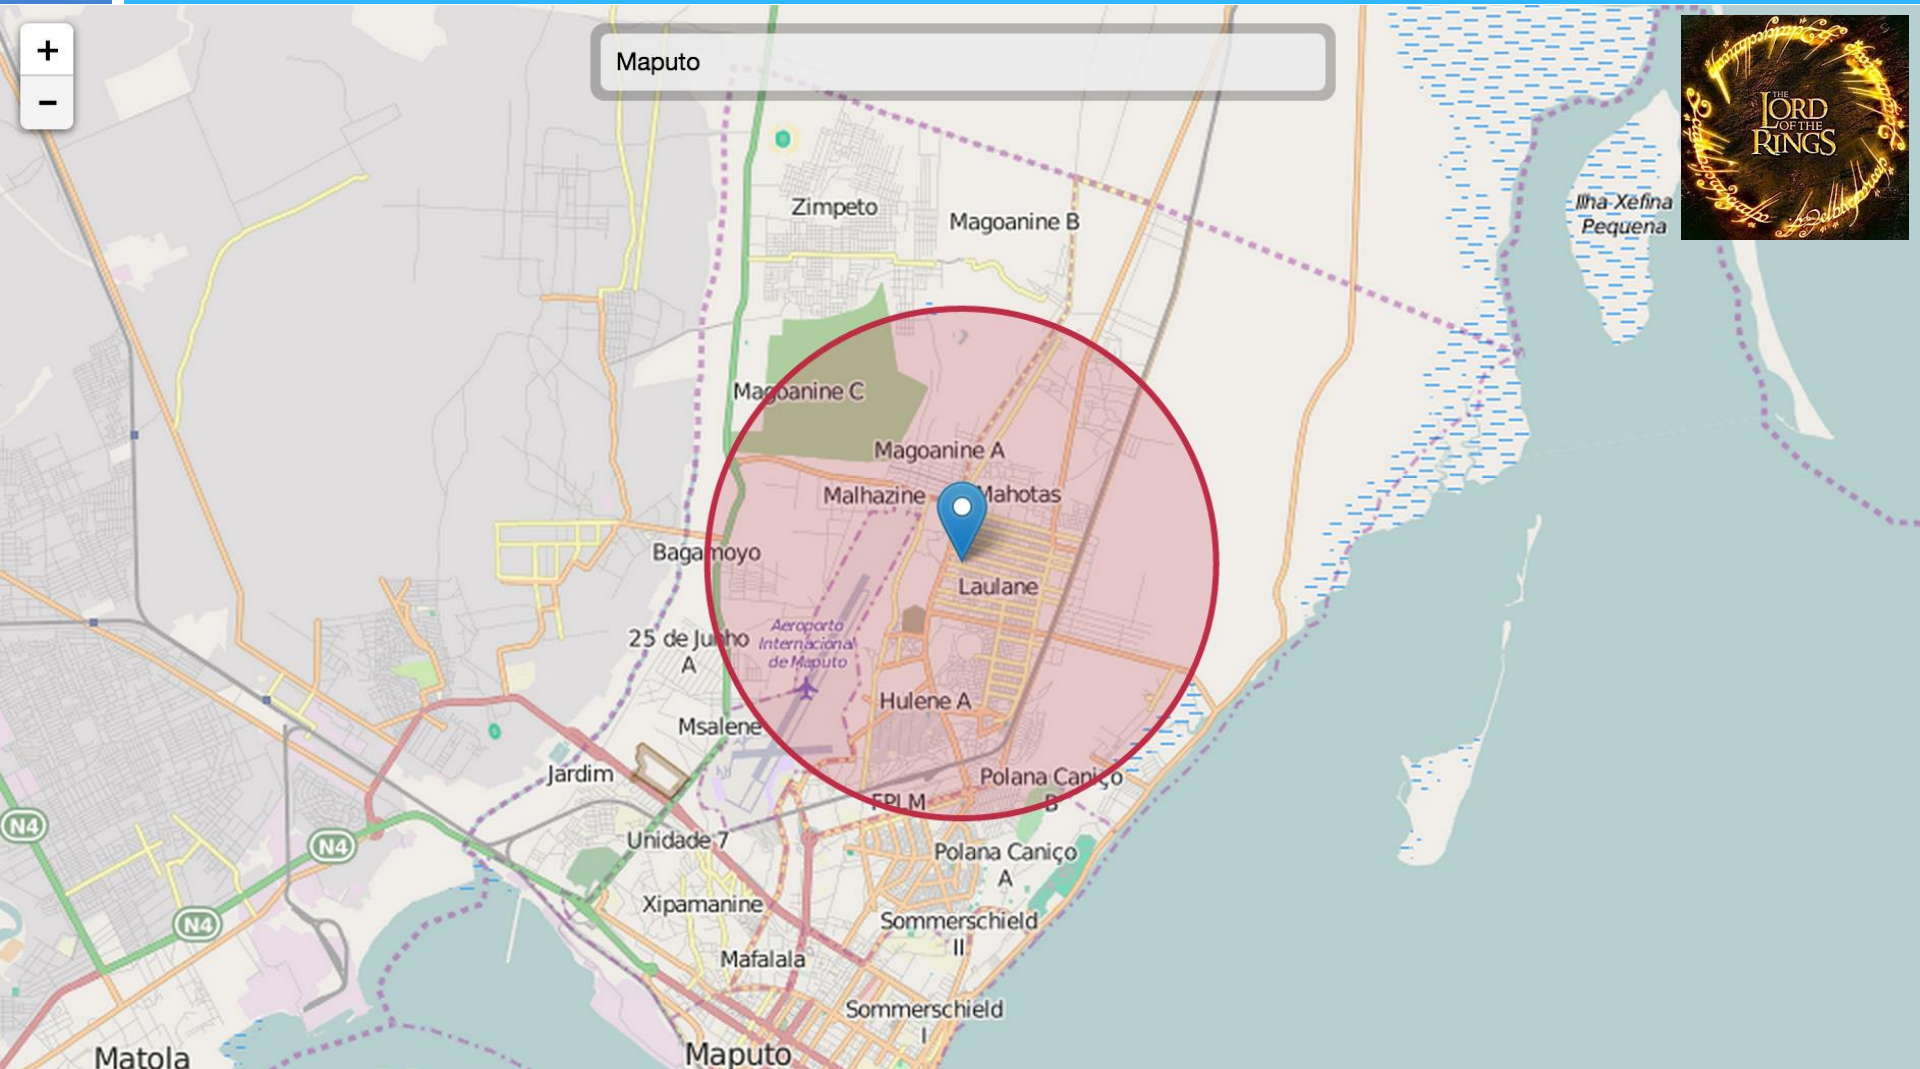 +
Maputo
−
THE
LORD
OF THE
RINGS
Zimpeto
Magoanine B
Ilha Xefina
Pequena
Magoanine C
Magoanine A
Malhazine
Mahotas
Bagamoyo
Laulane
Aeroporto
Internacional
de Maputo
25 de Junho
A
Hulene A
Msalene
Jardim
Polana Caniço
B
FPLM
N4
N4
Unidade 7
Polana Caniço
A
Xipamanine
N4
Sommerschield
II
Mafalala
Sommerschield
I
Maputo
Matola